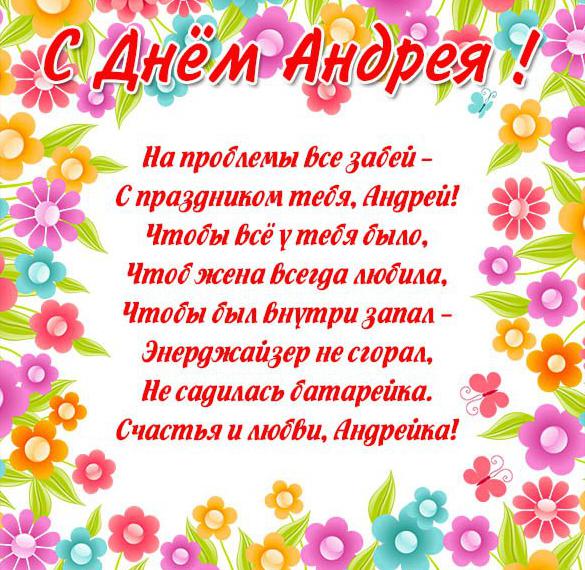 С Днём Андрея !
На проблемы все забей –
С праздником тебя, Андрей!
Чтобы всё у тебя было,
Чтоб жена всегда любила,
Чтобы был внутри запал –
Энерджайзер не сгорал,
Не садилась батарейка.
Счастья и любви, Андрейка!